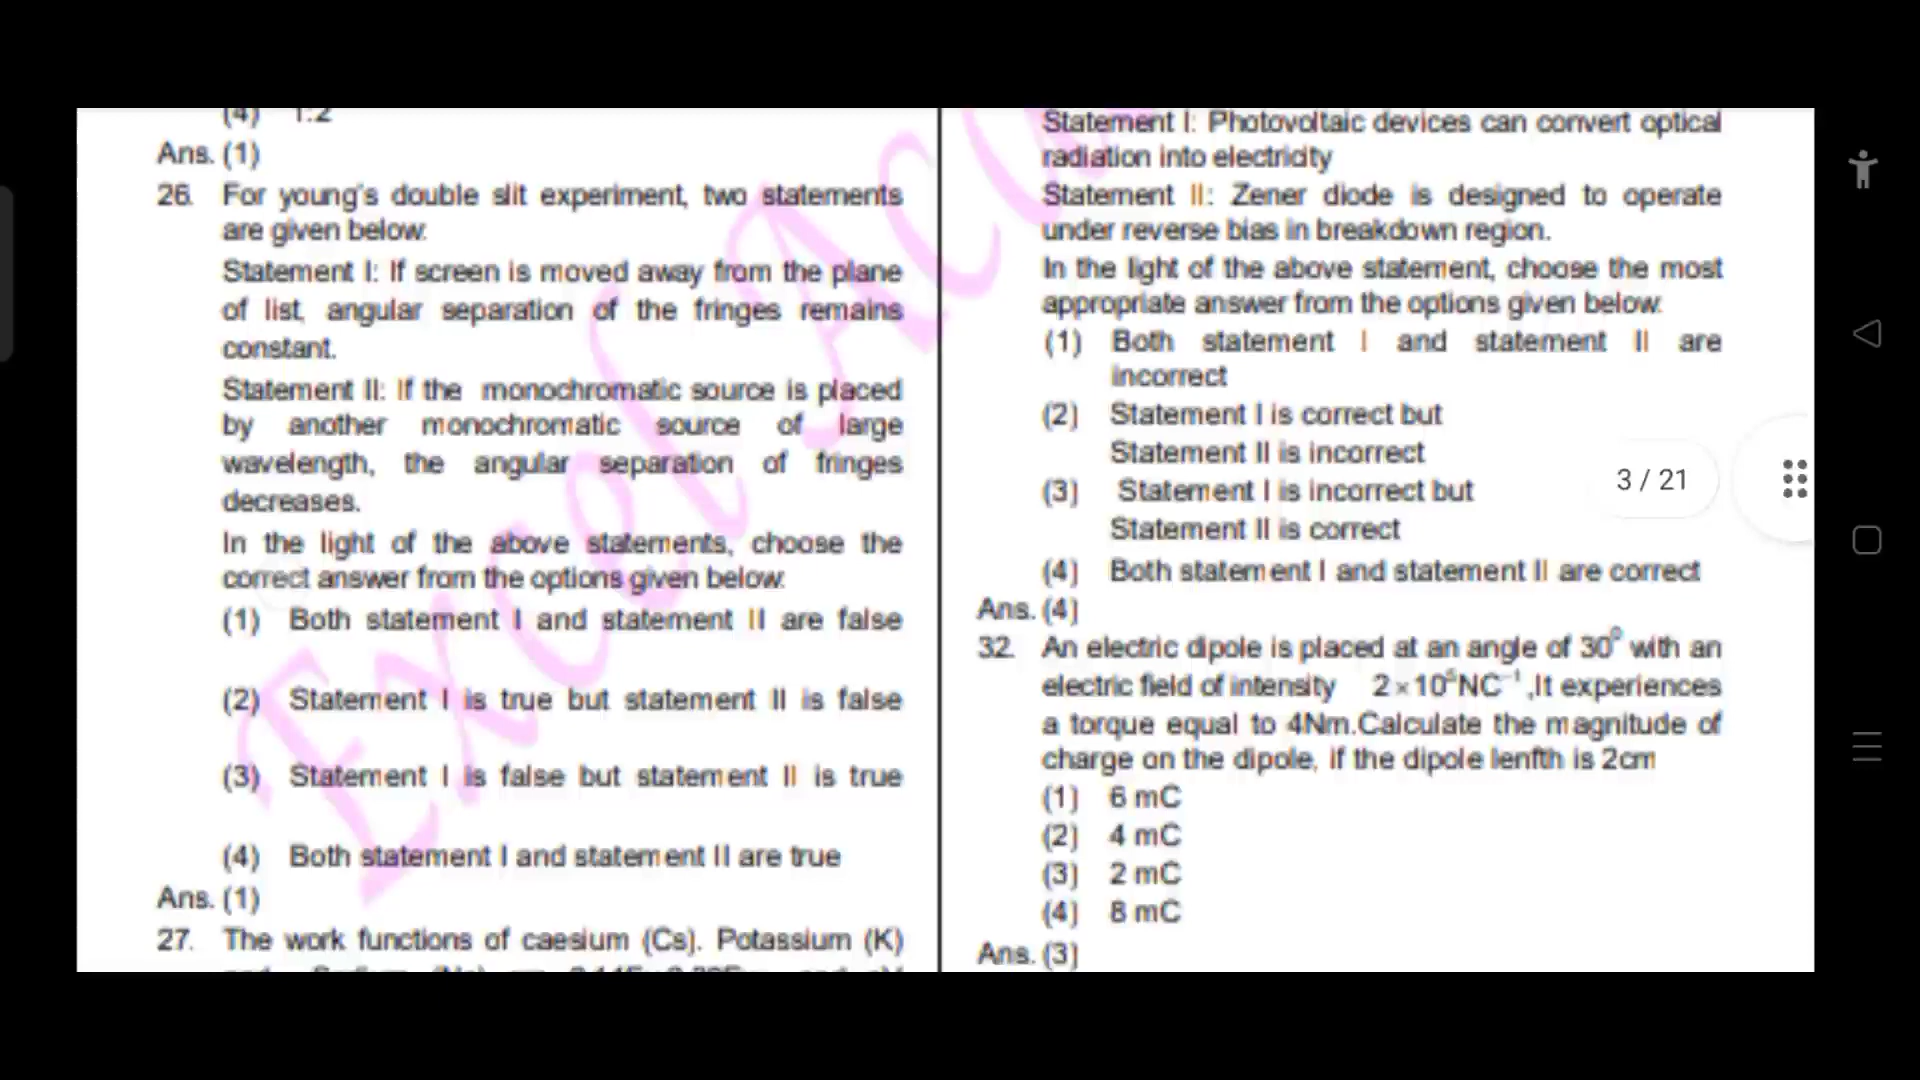 (4) 1:2
Ans. (1)
26. For young's double slit experiment, two statements
are given below:
Statement I: If screen is moved away from the plane
of list, angular separation of the fringes remains
constant.
Statement II: If the monochromatic source is placed
by another monochromatic source of large
wavelength, the angular separation of fringes
decreases.
In the light of the above statements, choose the
correct answer from the options given below:
(1) Both statement I and statement II are false
(2) Statement I is true but statement II is false
(3) Statement I is false but statement II is true
(4) Both statement I and statement II are true
Ans. (1)
27. The work functions of caesium (Cs). Potassium (K)
Statement I: Photovoltaic devices can convert optical
radiation into electricity
Statement II: Zener diode is designed to operate
under reverse bias in breakdown region.
In the light of the above statement, choose the most
appropriate answer from the options given below:
(1) Both statement I and statement II are
incorrect
(2) Statement I is correct but
Statement II is incorrect
(3) Statement I is incorrect but
Statement II is correct
(4) Both statement I and statement II are correct
Ans. (4)
32. An electric dipole is placed at an angle of 30⁰ with an
electric field of intensity 2×10⁵NC⁻¹,It experiences
a torque equal to 4Nm.Calculate the magnitude of
charge on the dipole, if the dipole lenfth is 2cm
(1) 6 mC
(2) 4 mC
(3) 2 mC
(4) 8 mC
Ans. (3)
3 / 21
Excel Aca